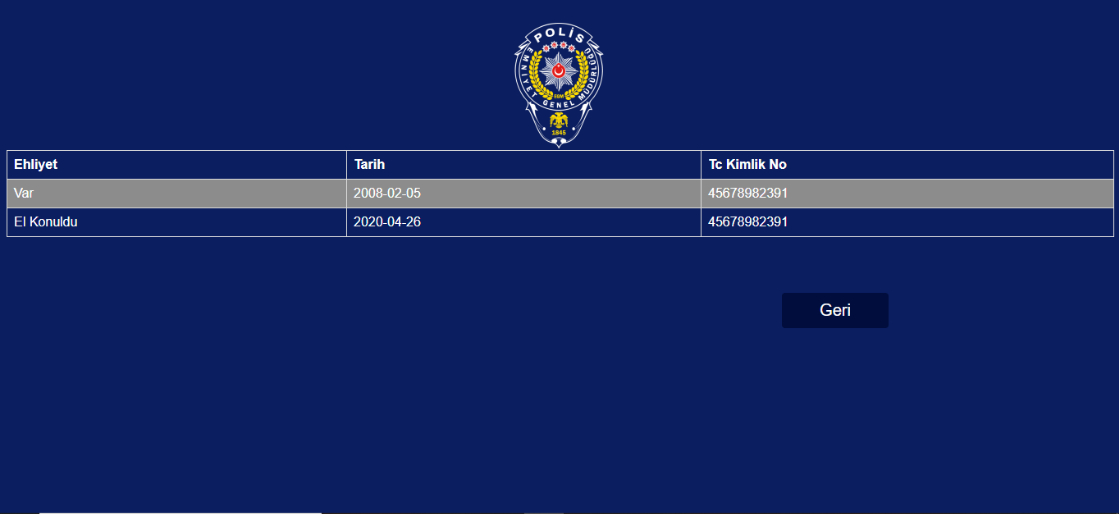 POLİS
EMNİYET GENEL MÜDÜRLÜĞÜ
EGM
1845
Ehliyet Tarih Tc Kimlik No
Var 2008-02-05 45678982391
El Konuldu 2020-04-26 45678982391
Geri